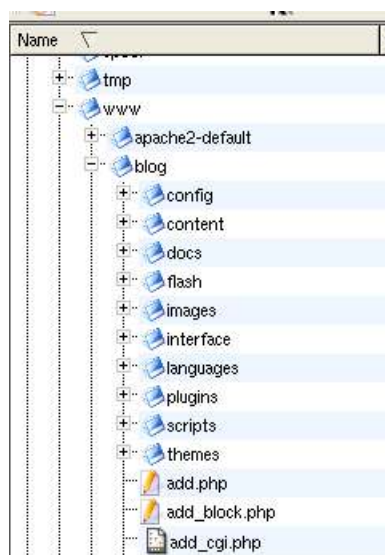 Name
tmp
www
apache2-default
blog
config
content
docs
flash
images
interface
languages
plugins
scripts
themes
add.php
add_block.php
add_cgi.php